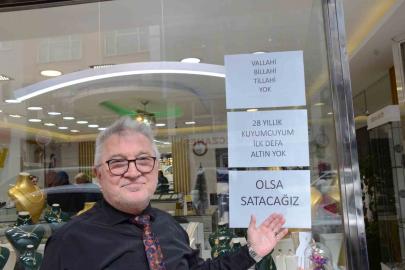 VALLAHİ
BİLLAHİ
TİLLAHİ
YOK
28 YILLIK
KUYUMCUYUM
İLK DEFA
ALTIN YOK
OLSA
SATACAĞIZ